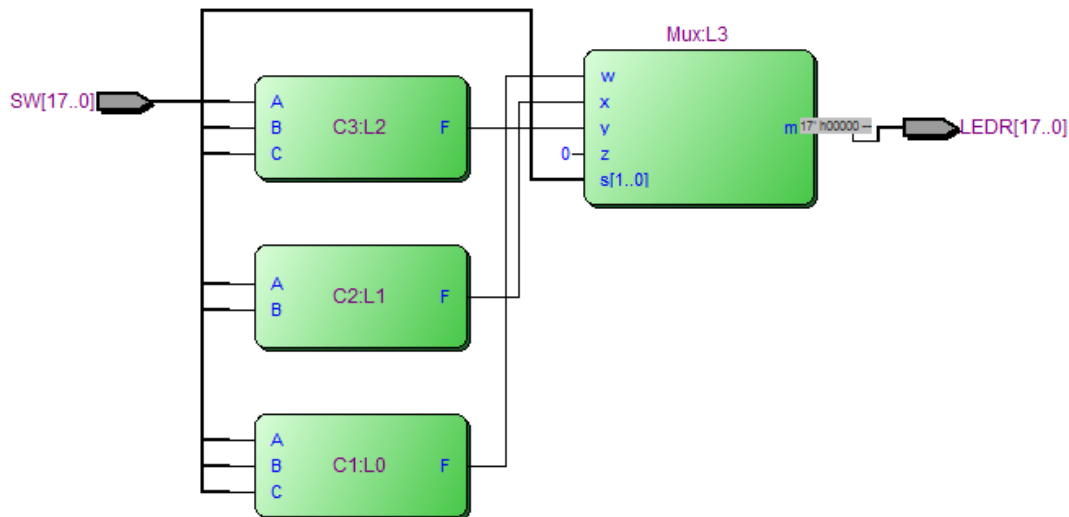 Mux:L3
SW[17..0]
A
B
C
C3:L2
F
w
x
y
0
z
s[1..0]
m
17' h00000 --
LEDR[17..0]
A
B
C2:L1
F
A
B
C
C1:L0
F